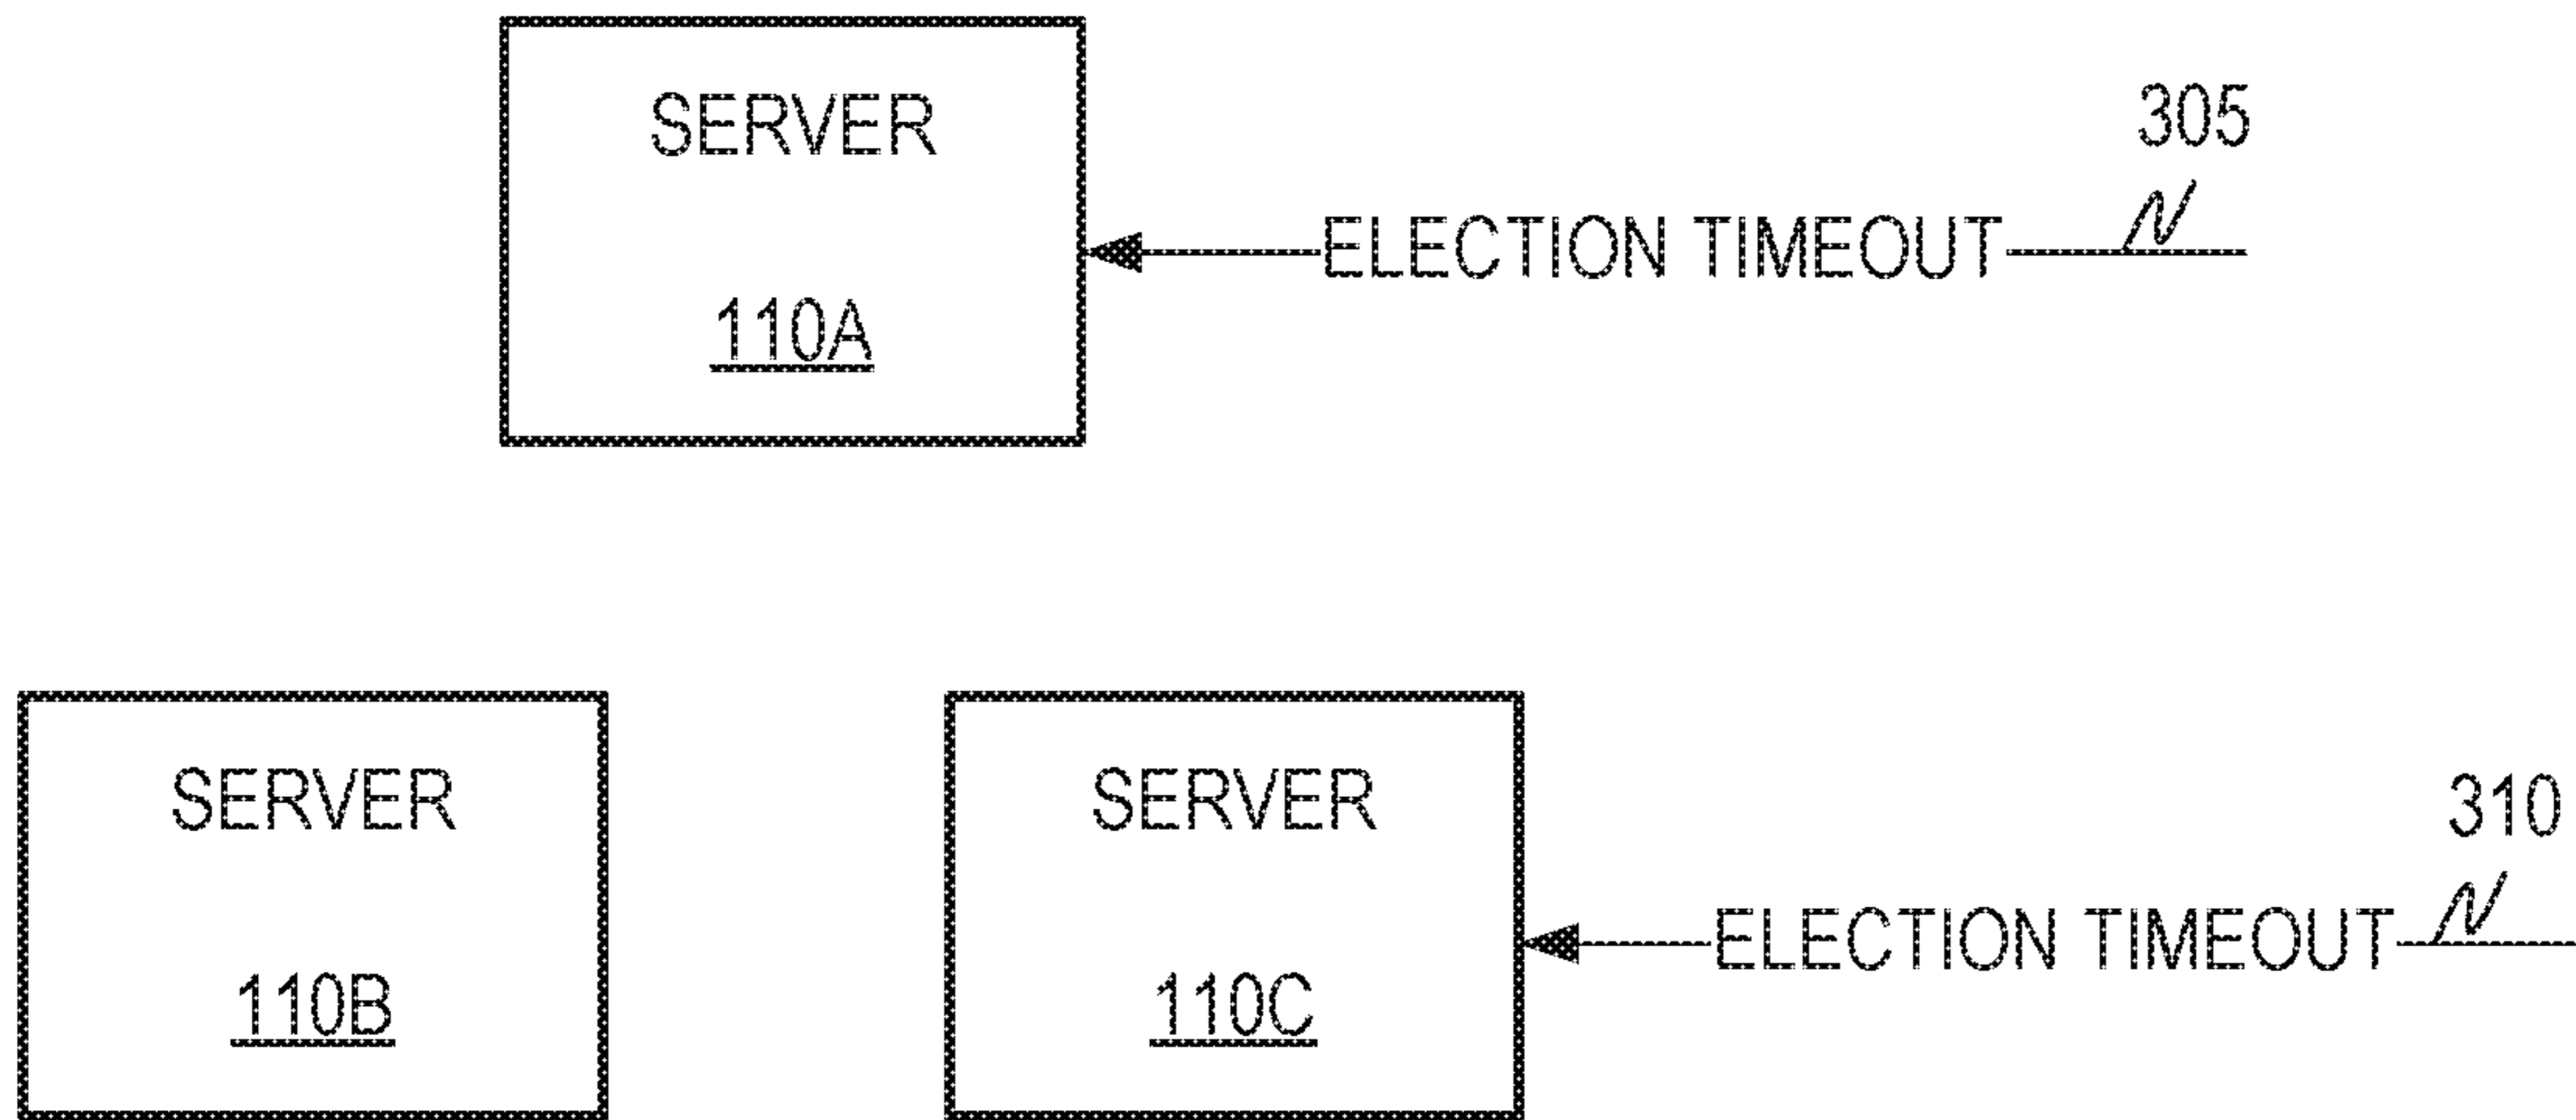 SERVER
110A
305
ELECTION TIMEOUT
SERVER
110B
SERVER
110C
310
ELECTION TIMEOUT